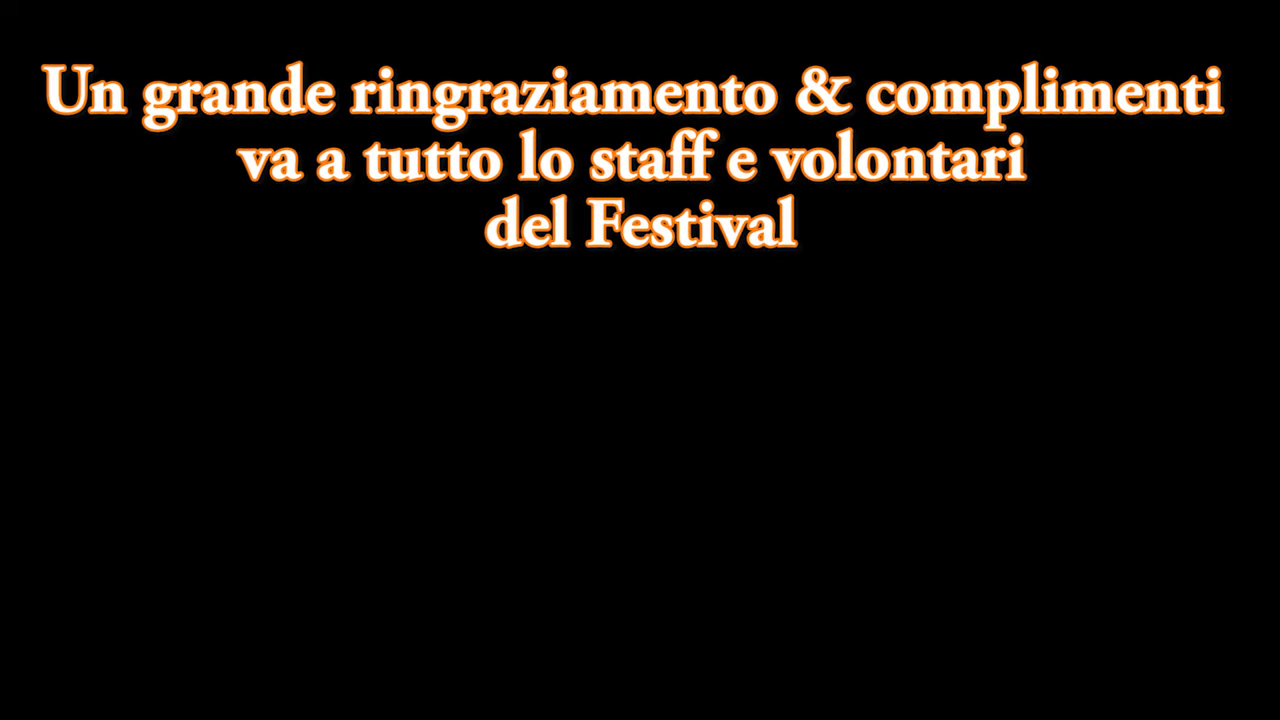 Un grande ringraziamento & complimenti
va a tutto lo staff e volontari
del Festival